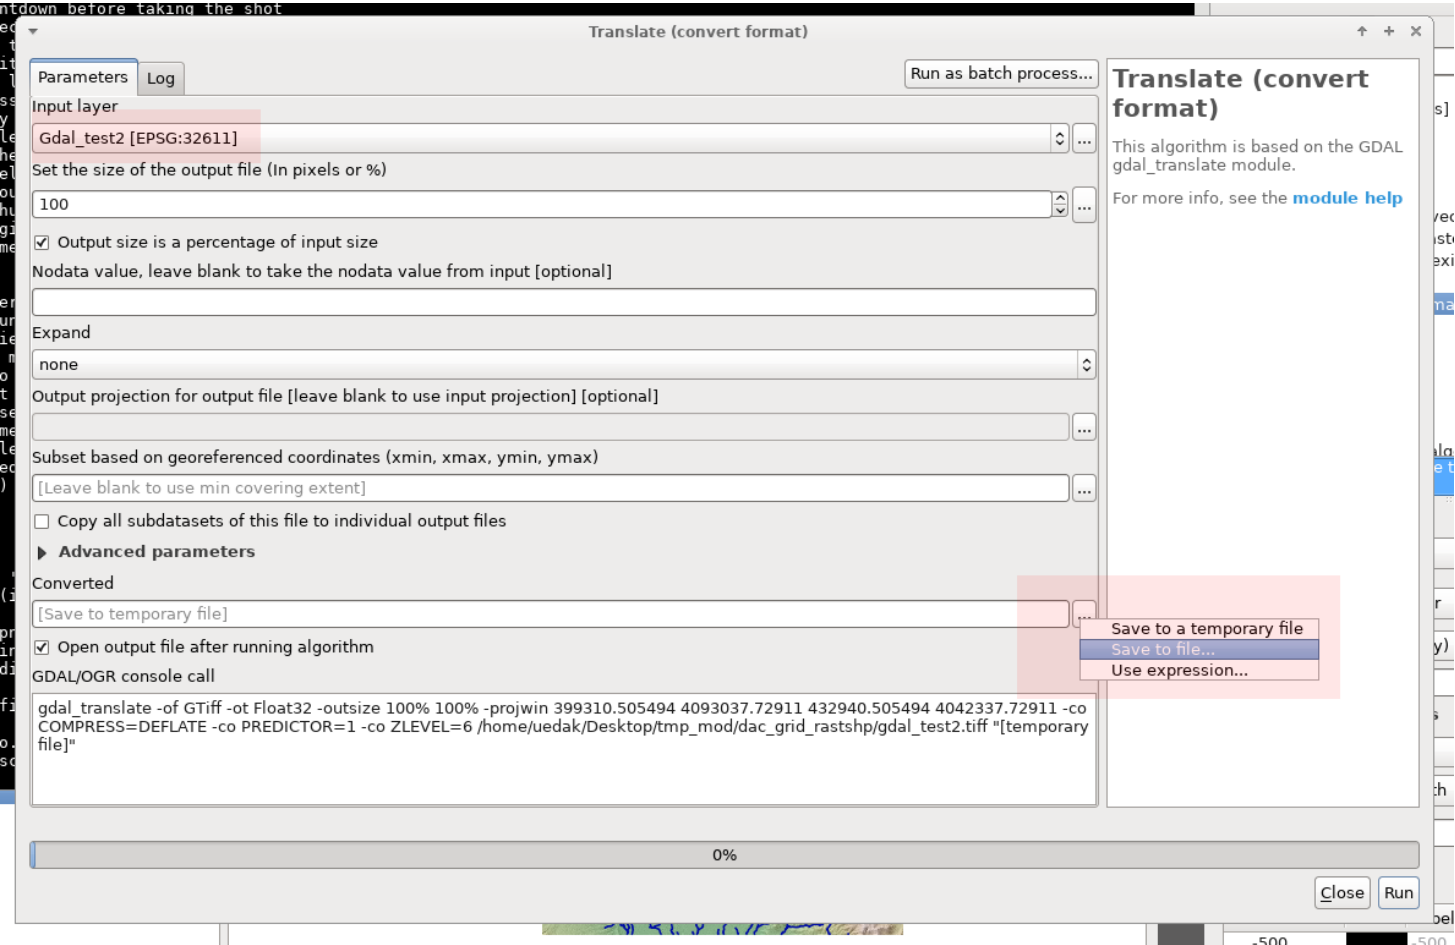 ntdown before taking the shot
Translate (convert format)
Parameters
Log
Run as batch process...
Input layer
Gdal_test2 [EPSG:32611]
...
Set the size of the output file (In pixels or %)
100
...
Output size is a percentage of input size
Nodata value, leave blank to take the nodata value from input [optional]
Expand
none
Output projection for output file [leave blank to use input projection] [optional]
...
Subset based on georeferenced coordinates (xmin, xmax, ymin, ymax)
[Leave blank to use min covering extent]
...
Copy all subdatasets of this file to individual output files
Advanced parameters
Converted
[Save to temporary file]
...
Save to a temporary file
Save to file...
Use expression...
Open output file after running algorithm
GDAL/OGR console call
gdal_translate -of GTiff -ot Float32 -outsize 100% 100% -projwin 399310.505494 4093037.72911 432940.505494 4042337.72911 -co
COMPRESS=DEFLATE -co PREDICTOR=1 -co ZLEVEL=6 /home/uedak/Desktop/tmp_mod/dac_grid_rastshp/gdal_test2.tiff "[temporary
file]"
Translate (convert
format)
This algorithm is based on the GDAL
gdal_translate module.
For more info, see the module help
0%
Close
Run
-500
-500